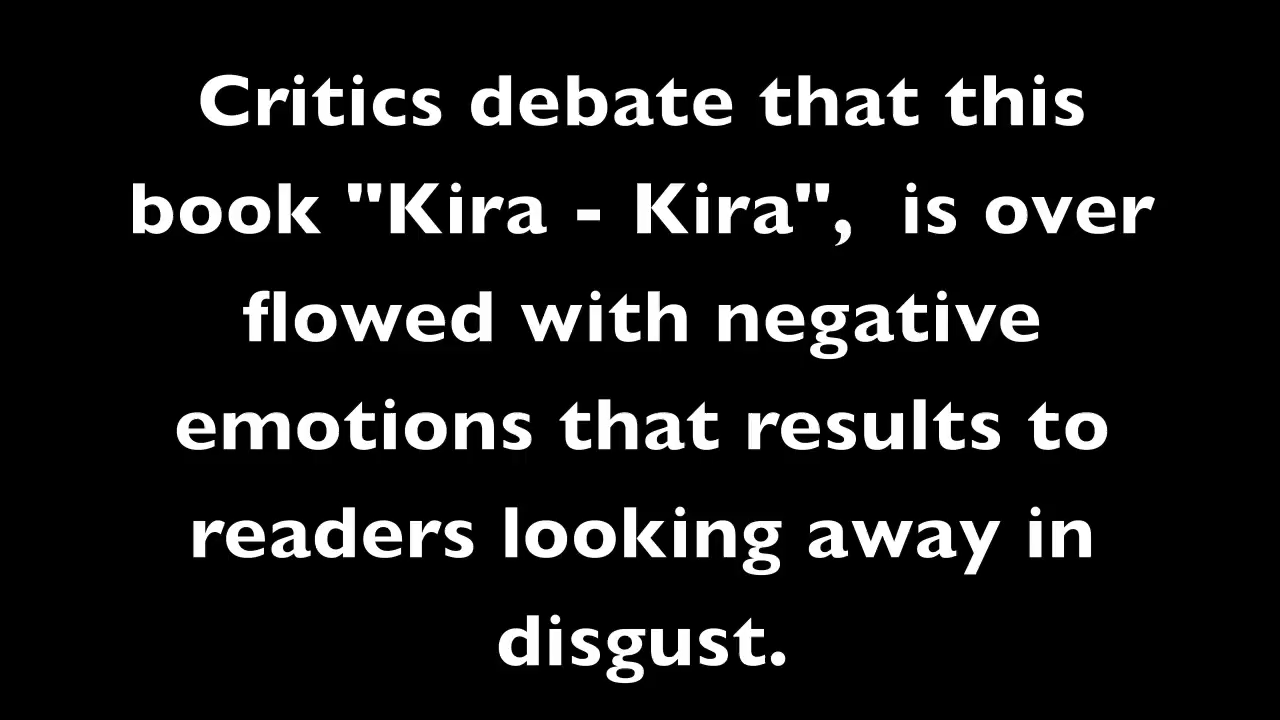 Critics debate that this
book "Kira - Kira",  is over
flowed with negative
emotions that results to
readers looking away in
disgust.